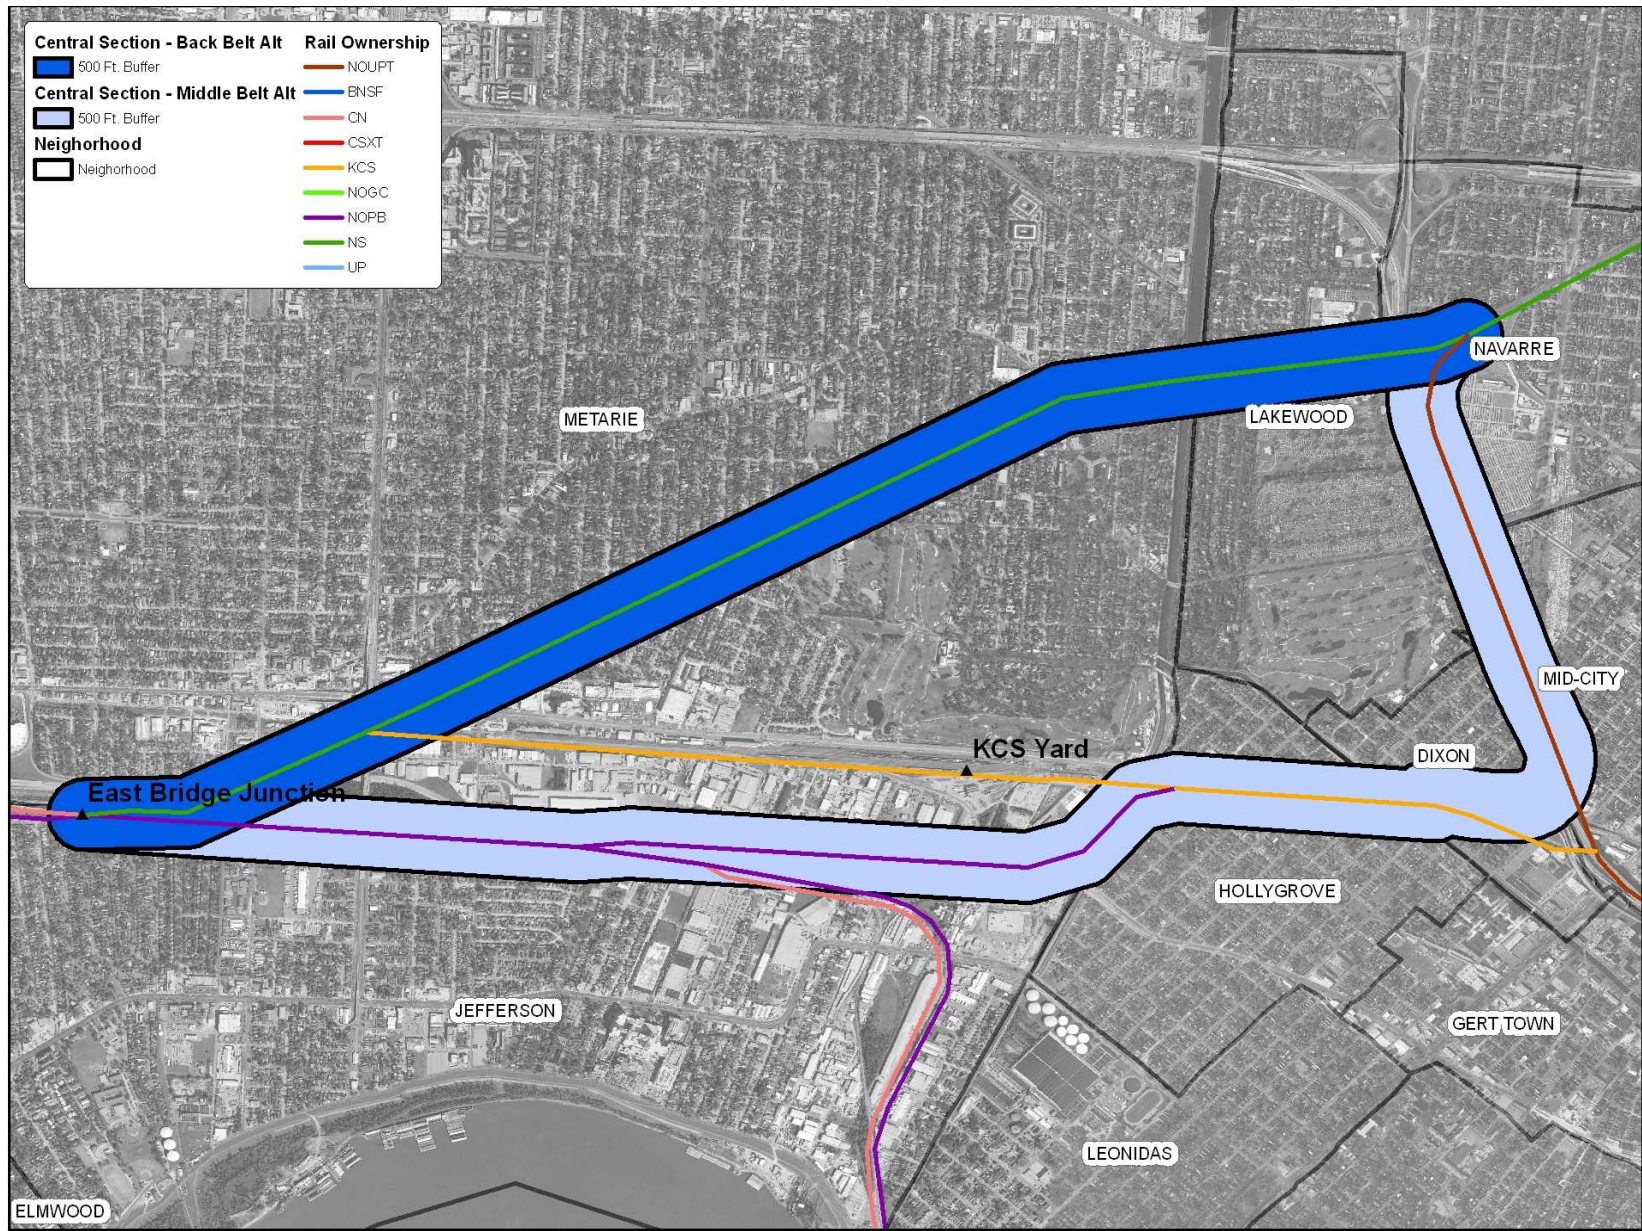 Central Section - Back Belt Alt
500 Ft. Buffer
Central Section - Middle Belt Alt
500 Ft. Buffer
Neighorhood
Neighorhood
Rail Ownership
NOUPT
BNSF
CN
CSXT
KCS
NOGC
NOPB
NS
UP
NAVARRE
LAKEWOOD
METARIE
MID-CITY
KCS Yard
DIXON
East Bridge Junction
HOLLYGROVE
JEFFERSON
GERT TOWN
LEONIDAS
ELMWOOD